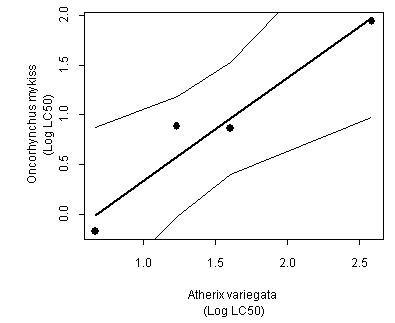 Oncorhynchus mykiss
(Log LC50)
2.0
1.5
1.0
0.5
0.0
1.0 1.5 2.0 2.5
Atherix variegata
(Log LC50)